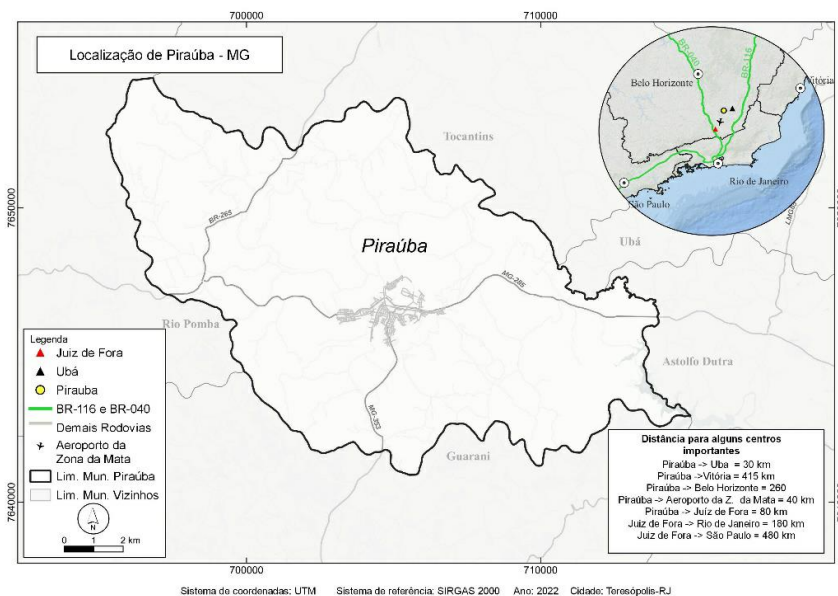 700000
710000
Localização de Piraúba - MG
BR-040
BR-116
Belo Horizonte
Vitória
Rio de Janeiro
São Paulo
Tocantins
7650000
BR-265
Ubá
Piraúba
MG-285
Rio Pomba
Astolfo Dutra
MG-353
Guarani
Legenda
Juiz de Fora
Ubá
Pirauba
BR-116 e BR-040
Demais Rodovias
Aeroporto da
Zona da Mata
Lim. Mun. Piraúba
Lim. Mun. Vizinhos
N
0 1 2 km
7640000
Distância para alguns centros
importantes
Piraúba -> Uba = 30 km
Piraúba ->Vitória = 415 km
Piraúba -> Belo Horizonte = 260
Piraúba -> Aeroporto da Z. da Mata = 40 km
Piraúba -> Juíz de Fora = 80 km
Juiz de Fora -> Rio de Janeiro = 180 km
Juiz de Fora -> São Paulo = 480 km
700000
710000
Sistema de coordenadas: UTM Sistema de referência: SIRGAS 2000 Ano: 2022 Cidade: Teresópolis-RJ